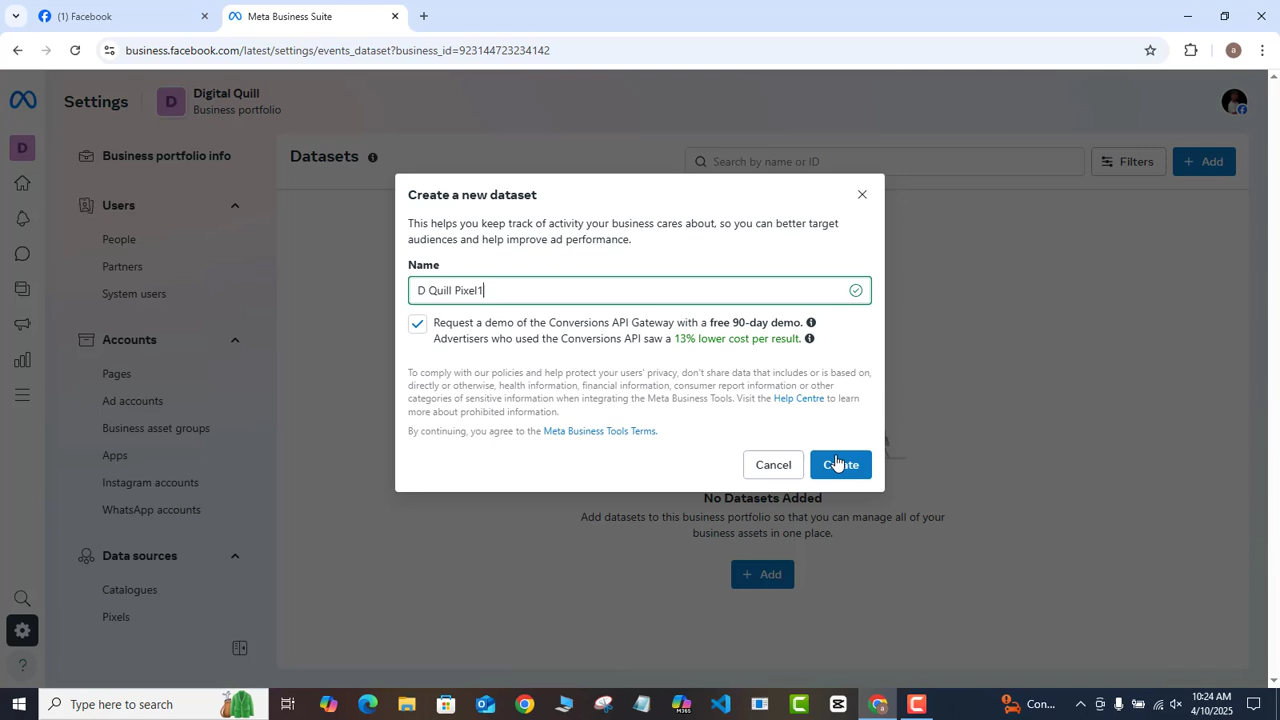 (1) Facebook
Meta Business Suite
business.facebook.com/latest/settings/events_dataset?business_id=923144723234142
a
Settings
D
Digital Quill
Business portfolio
D
Business portfolio info
Users
People
Partners
System users
Accounts
Pages
Ad accounts
Business asset groups
Apps
Instagram accounts
WhatsApp accounts
Data sources
Catalogues
Pixels
Datasets
Search by name or ID
Filters
+ Add
Create a new dataset
This helps you keep track of activity your business cares about, so you can better target
audiences and help improve ad performance.
Name
D Quill Pixel1
Request a demo of the Conversions API Gateway with a free 90-day demo.
Advertisers who used the Conversions API saw a 13% lower cost per result.
To comply with our policies and help protect your users' privacy, don't share data that includes or is based on,
directly or otherwise, health information, financial information, consumer report information or other
categories of sensitive information when integrating the Meta Business Tools. Visit the Help Centre to learn
more about prohibited information.
By continuing, you agree to the Meta Business Tools Terms.
Cancel
Create
No Datasets Added
Add datasets to this business portfolio so that you can manage all of your
business assets in one place.
+ Add
Type here to search
Con...
10:24 AM
4/10/2025